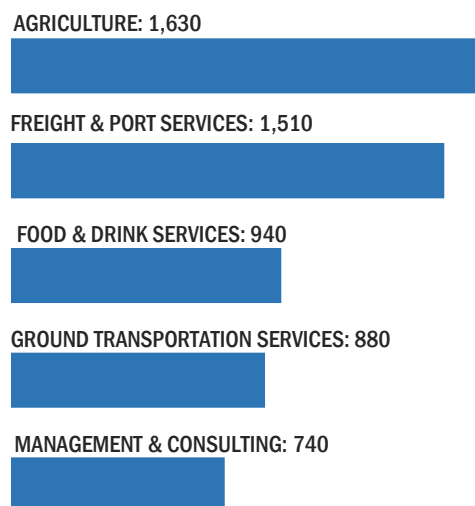 AGRICULTURE: 1,630
FREIGHT & PORT SERVICES: 1,510
FOOD & DRINK SERVICES: 940
GROUND TRANSPORTATION SERVICES: 880
MANAGEMENT & CONSULTING: 740